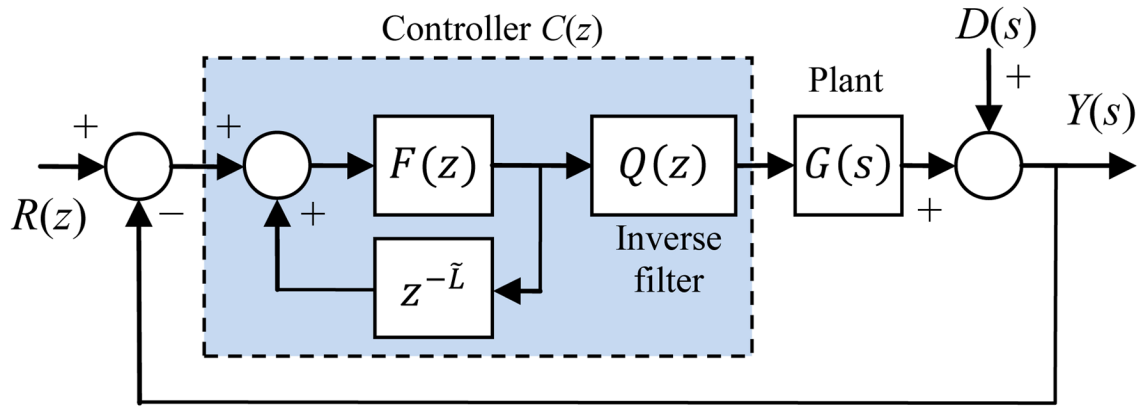 Controller C(z)
D(s)
Plant
+
Y(s)
+
+
F(z)
Q(z)
G(s)
R(z)
−
+
+
Inverse
filter
z^{-L̃}